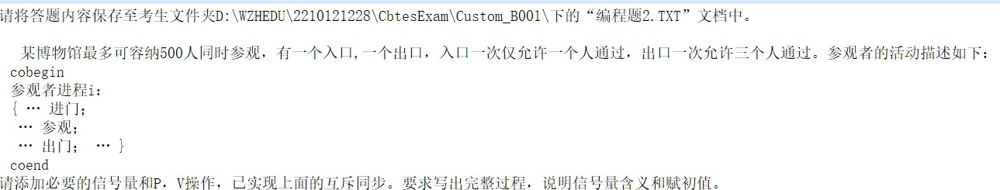 请将答题内容保存至考生文件夹D:\WZHEDU\2210121228\CbtesExam\Custom_B001\下的“编程题2.TXT”文档中。
某博物馆最多可容纳500人同时参观，有一个入口,一个出口，入口一次仅允许一个人通过，出口一次允许三个人通过。参观者的活动描述如下：
cobegin
参观者进程i：
{ … 进门；
… 参观；
… 出门； … }
coend
请添加必要的信号量和P，V操作，已实现上面的互斥同步。要求写出完整过程，说明信号量含义和赋初值。